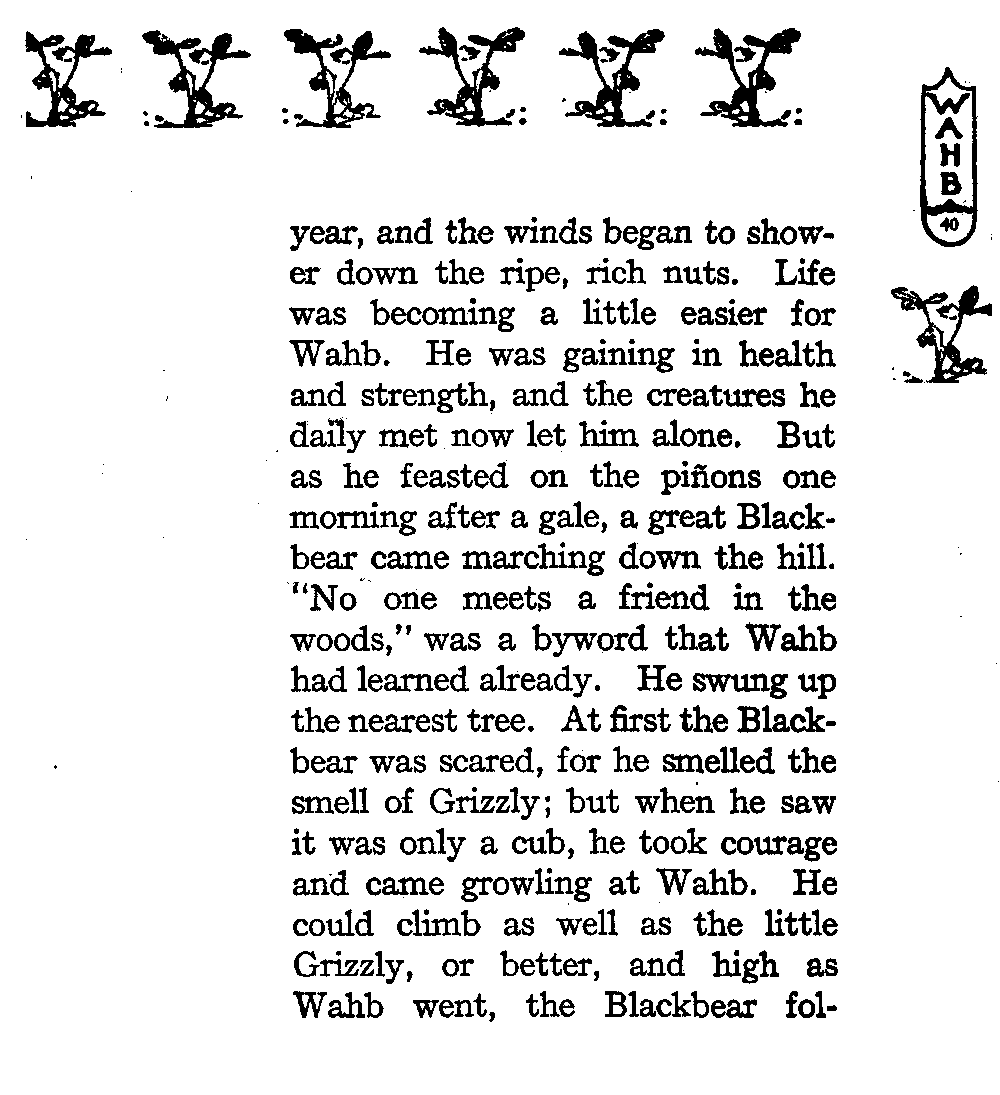 WAHB
40
year, and the winds began to show-
er down the ripe, rich nuts. Life
was becoming a little easier for
Wahb. He was gaining in health
and strength, and the creatures he
daily met now let him alone. But
as he feasted on the piñons one
morning after a gale, a great Black-
bear came marching down the hill.
"No one meets a friend in the
woods," was a byword that Wahb
had learned already. He swung up
the nearest tree. At first the Black-
bear was scared, for he smelled the
smell of Grizzly; but when he saw
it was only a cub, he took courage
and came growling at Wahb. He
could climb as well as the little
Grizzly, or better, and high as
Wahb went, the Blackbear fol-